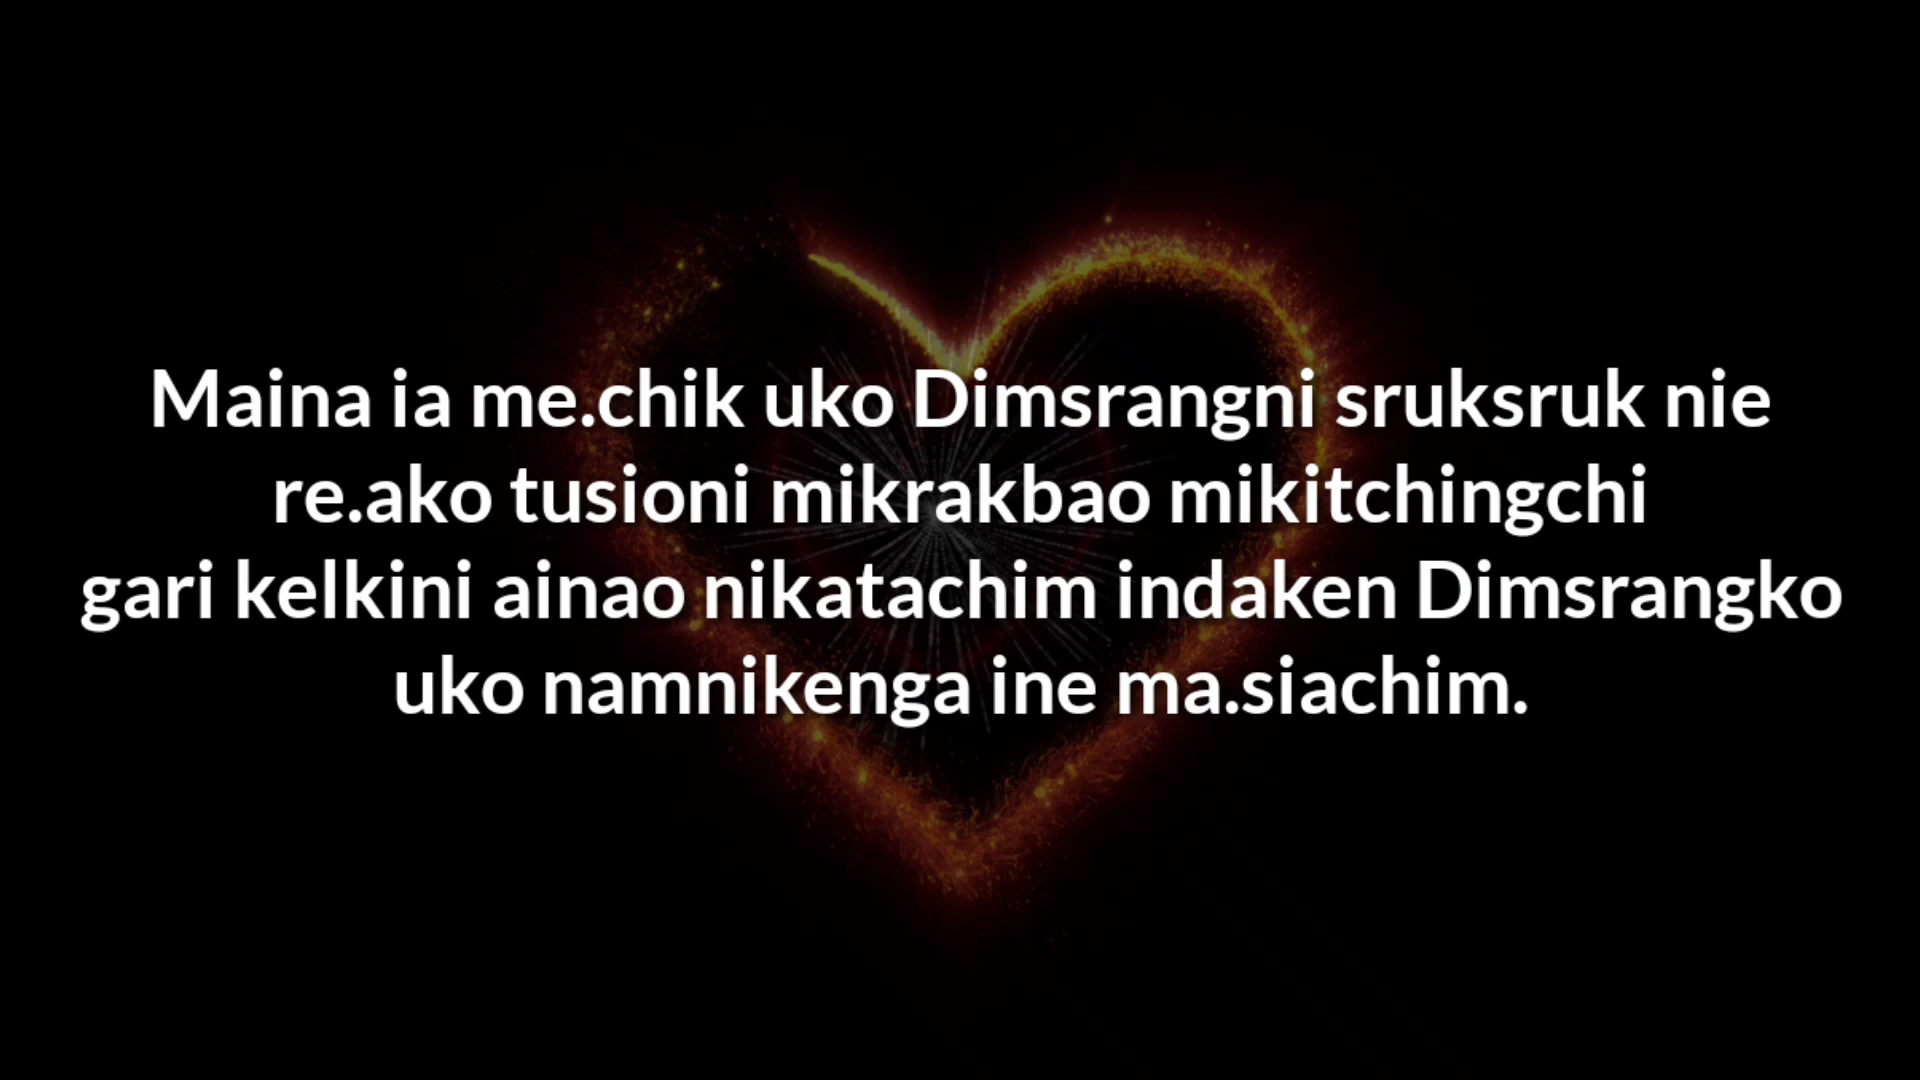 Maina ia me.chik uko Dimsrangni sruksruk nie
re.ako tusioni mikrakbao mikitchingchi
gari kelkini ainao nikatachim indaken Dimsrangko
uko namnikenga ine ma.siachim.